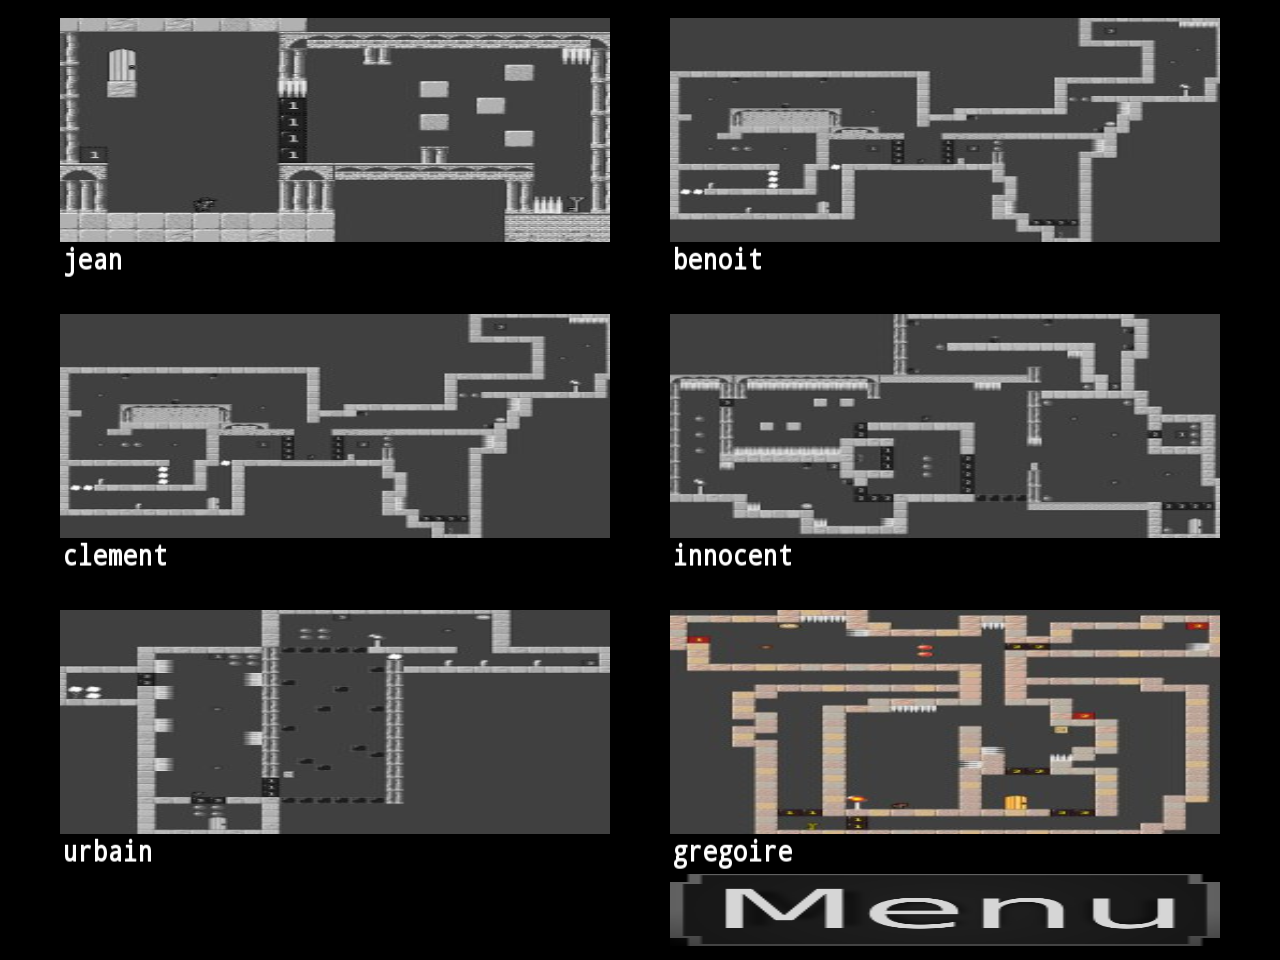 jean
benoit
clement
innocent
urbain
gregoire
Menu